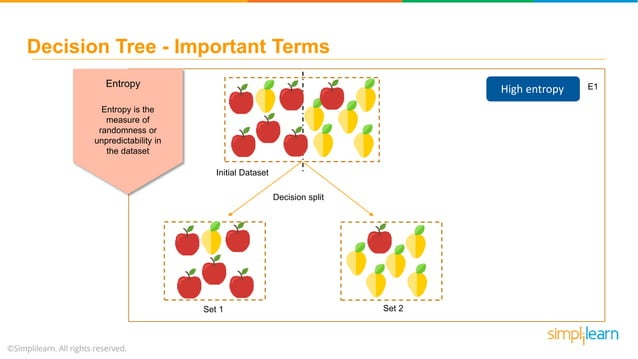 Decision Tree - Important Terms
Entropy
Entropy is the
measure of
randomness or
unpredictability in
the dataset
High entropy
E1
Initial Dataset
Decision split
Set 1
Set 2
©Simplilearn. All rights reserved.
simplilearn